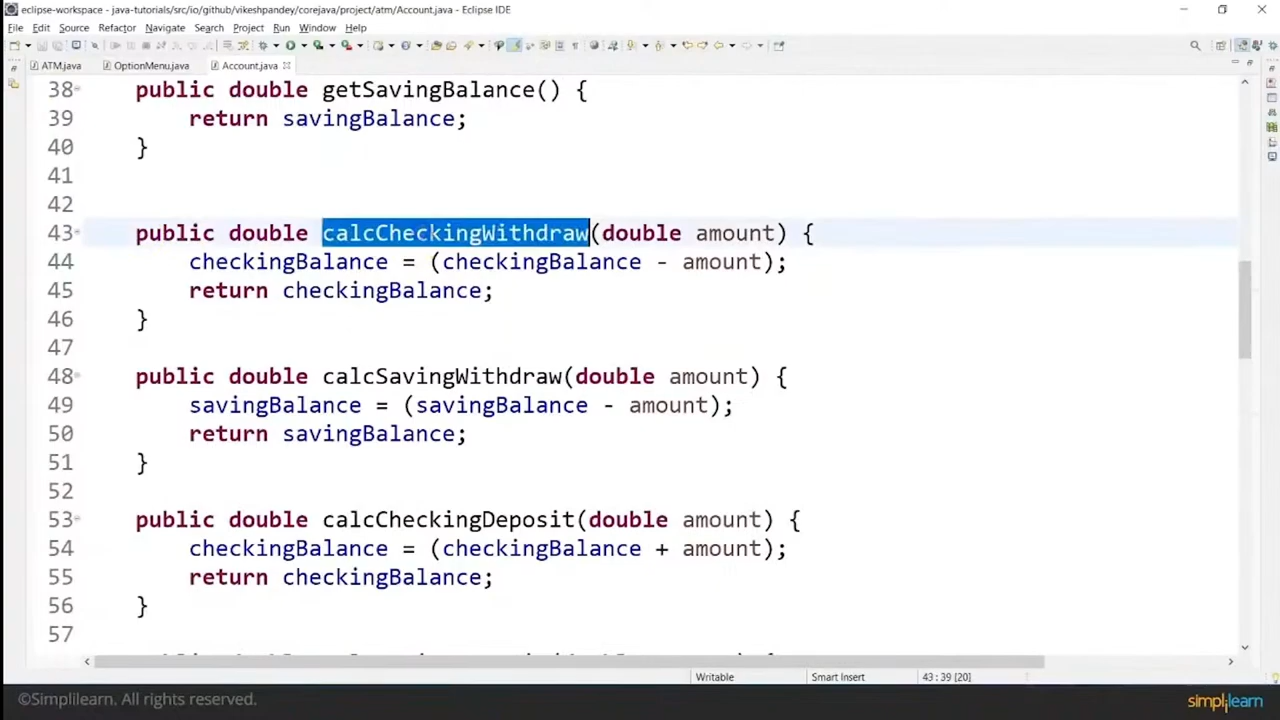 eclipse-workspace - java-tutorials/src/io/github/vikeshpandey/corejava/project/atm/Account.java - Eclipse IDE
File Edit Source Refactor Navigate Search Project Run Window Help
ATM.java OptionMenu.java Account.java
38 public double getSavingBalance() {
39 return savingBalance;
40 }
41
42
43 public double calcCheckingWithdraw(double amount) {
44 checkingBalance = (checkingBalance - amount);
45 return checkingBalance;
46 }
47
48 public double calcSavingWithdraw(double amount) {
49 savingBalance = (savingBalance - amount);
50 return savingBalance;
51 }
52
53 public double calcCheckingDeposit(double amount) {
54 checkingBalance = (checkingBalance + amount);
55 return checkingBalance;
56 }
57
Writable Smart Insert 43 : 39 [20]
©Simplilearn. All rights reserved.
simplilearn